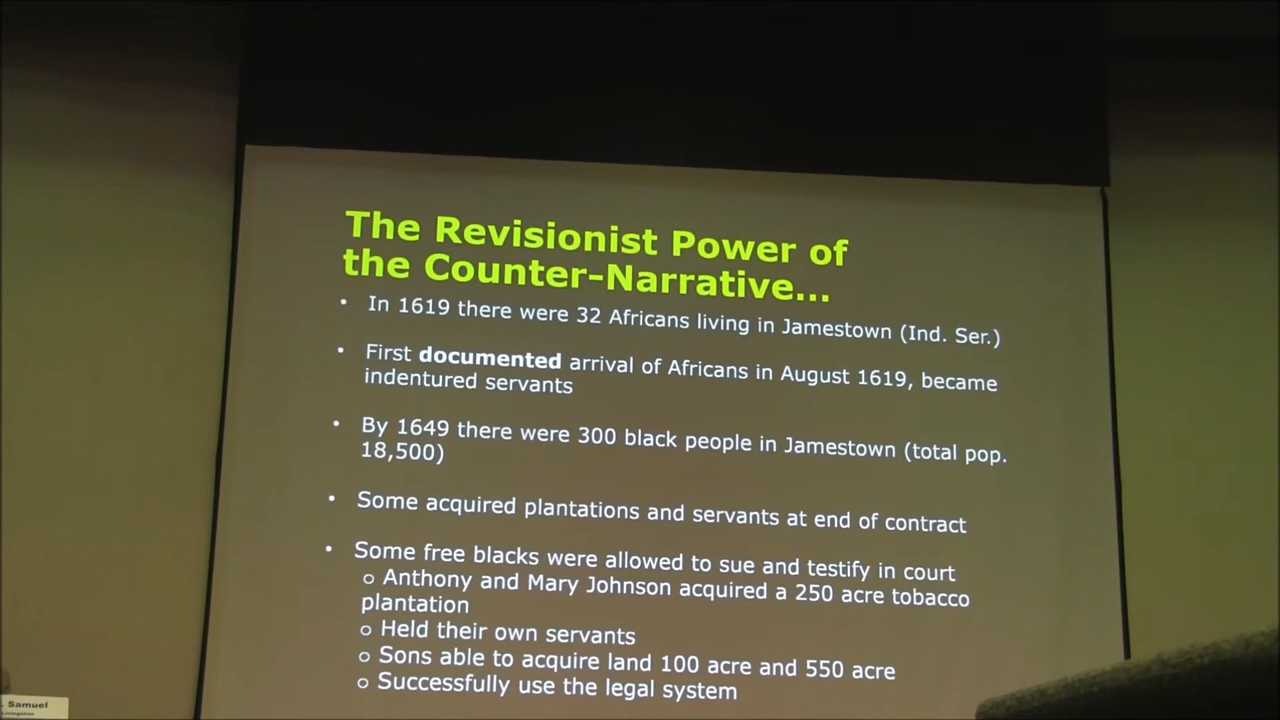 The Revisionist Power of
the Counter-Narrative...
• In 1619 there were 32 Africans living in Jamestown (Ind. Ser.)
• First documented arrival of Africans in August 1619, became
indentured servants
• By 1649 there were 300 black people in Jamestown (total pop.
18,500)
• Some acquired plantations and servants at end of contract
• Some free blacks were allowed to sue and testify in court
o Anthony and Mary Johnson acquired a 250 acre tobacco
plantation
o Held their own servants
o Sons able to acquire land 100 acre and 550 acre
o Successfully use the legal system
. Samuel
Livingston